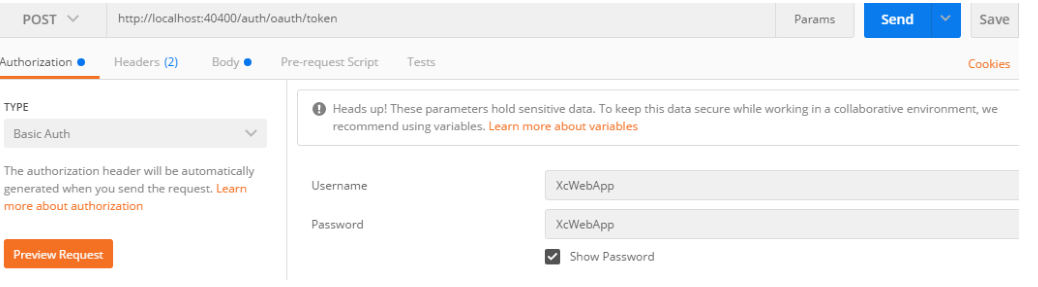 POST http://localhost:40400/auth/oauth/token Params Send Save
Authorization Headers (2) Body Pre-request Script Tests Cookies
TYPE
Basic Auth
The authorization header will be automatically
generated when you send the request. Learn
more about authorization
Preview Request
Heads up! These parameters hold sensitive data. To keep this data secure while working in a collaborative environment, we
recommend using variables. Learn more about variables
Username XcWebApp
Password XcWebApp
Show Password